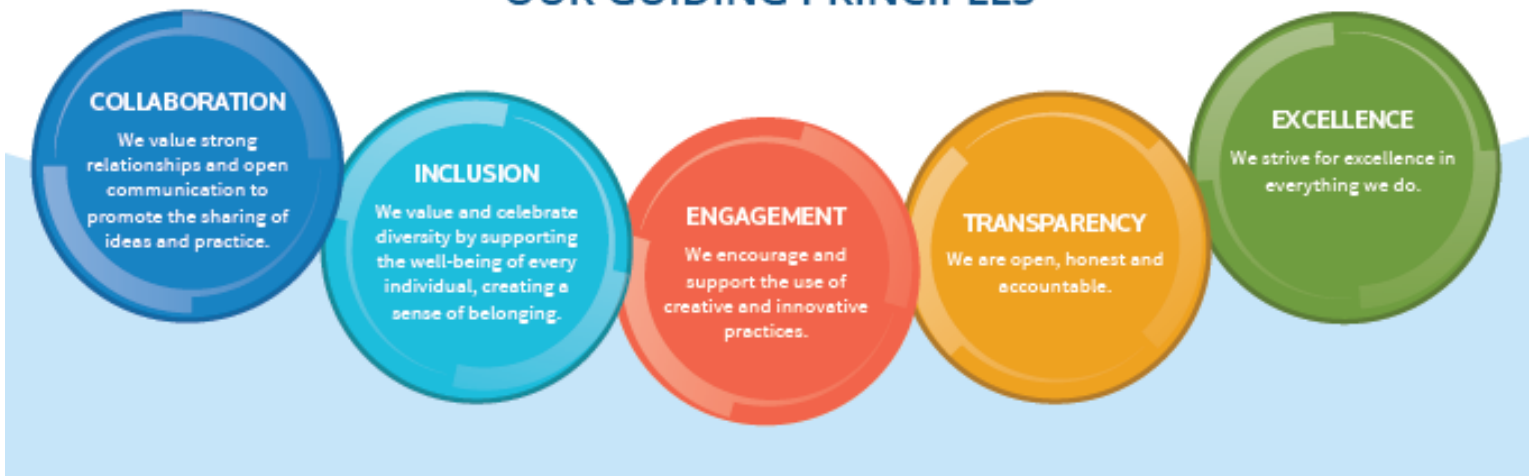 OUR GUIDING PRINCIPLES
COLLABORATION
We value strong
relationships and open
communication to
promote the sharing of
ideas and practice.
INCLUSION
We value and celebrate
diversity by supporting
the well-being of every
individual, creating a
sense of belonging.
ENGAGEMENT
We encourage and
support the use of
creative and innovative
practices.
TRANSPARENCY
We are open, honest and
accountable.
EXCELLENCE
We strive for excellence in
everything we do.